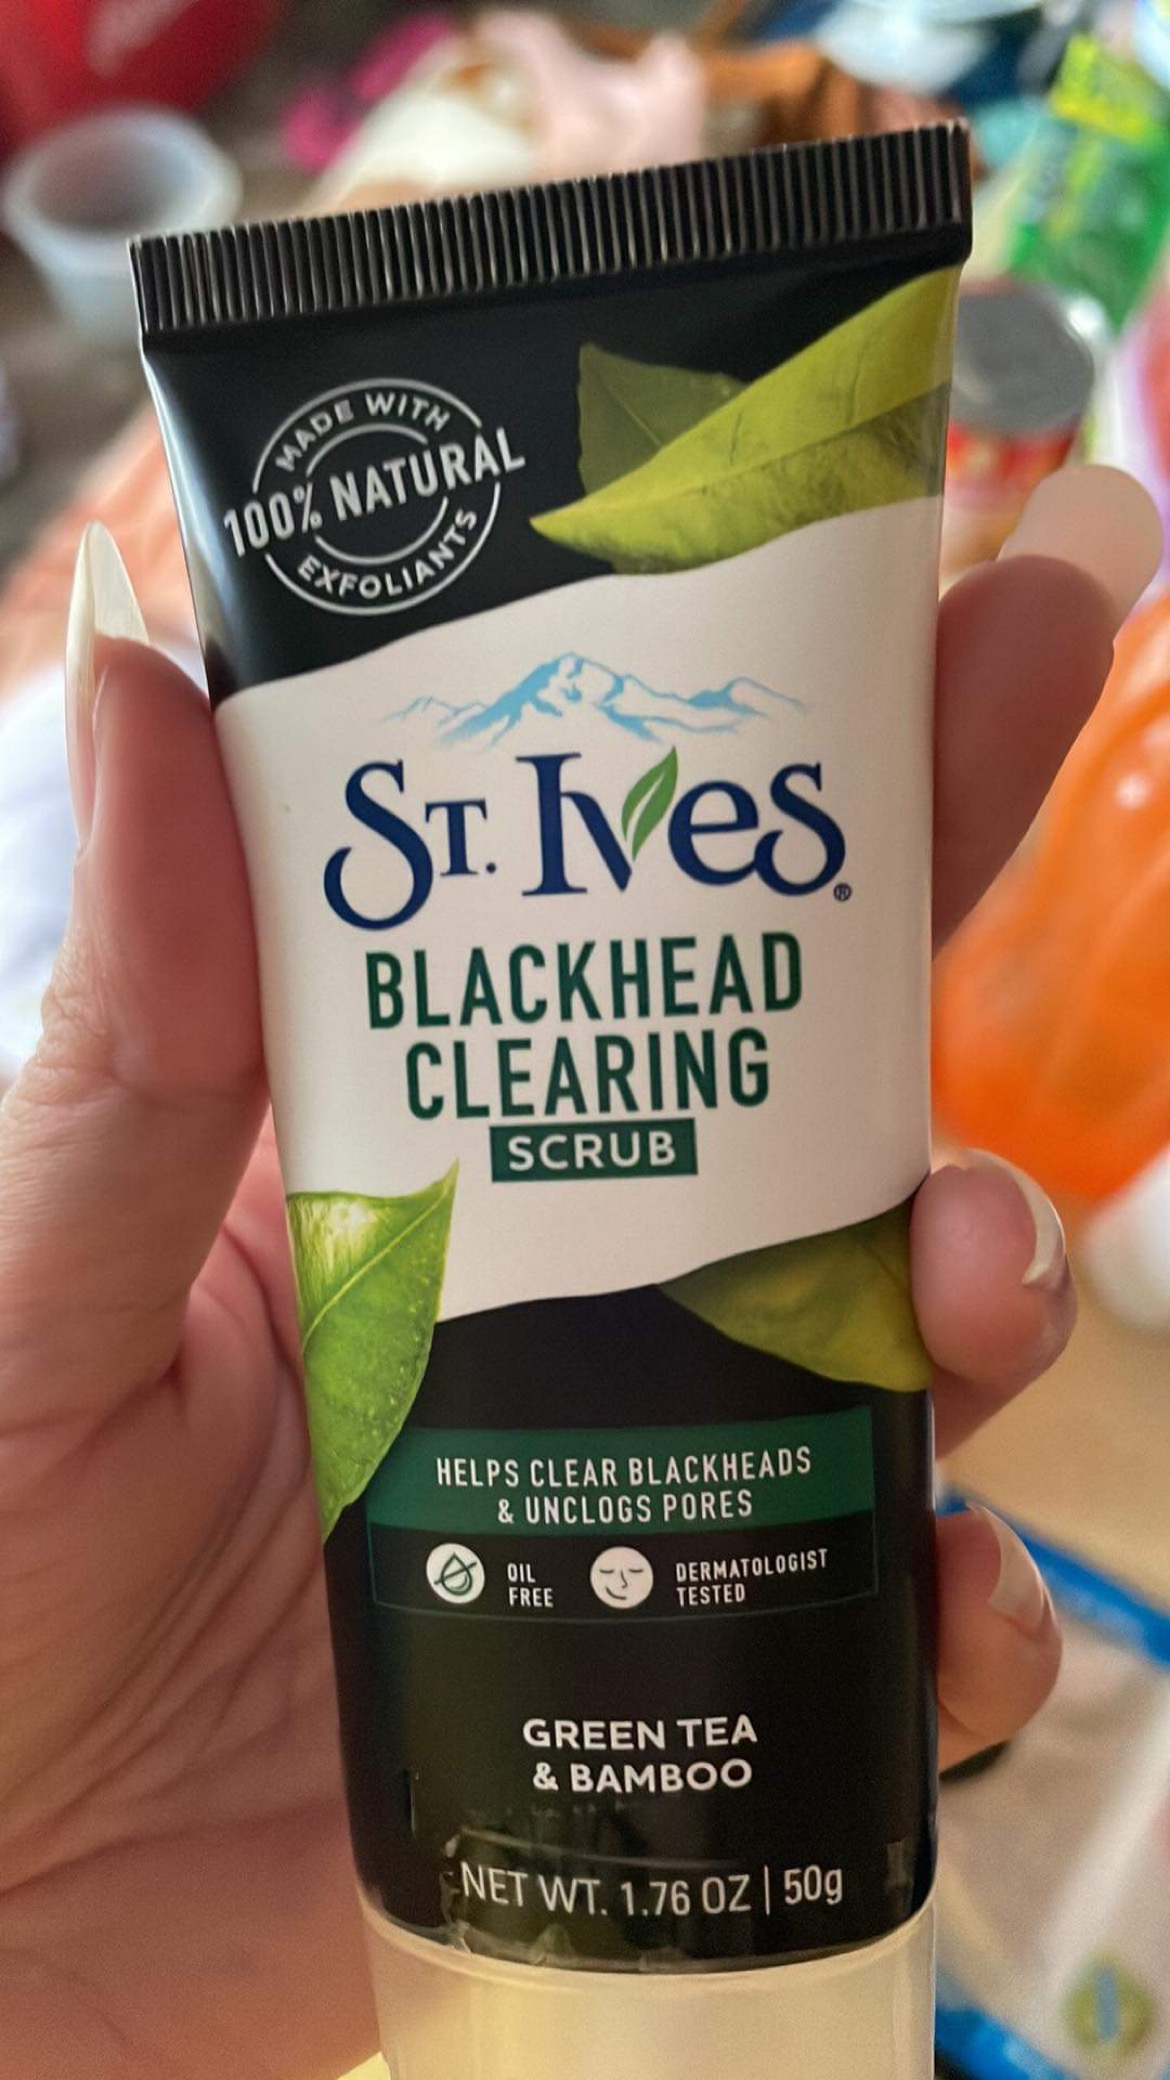 MADE WITH
100% NATURAL
EXFOLIANTS
ST. IVES®
BLACKHEAD
CLEARING
SCRUB
HELPS CLEAR BLACKHEADS
& UNCLOGS PORES
OIL
FREE
DERMATOLOGIST
TESTED
GREEN TEA
& BAMBOO
NET WT. 1.76 OZ | 50g